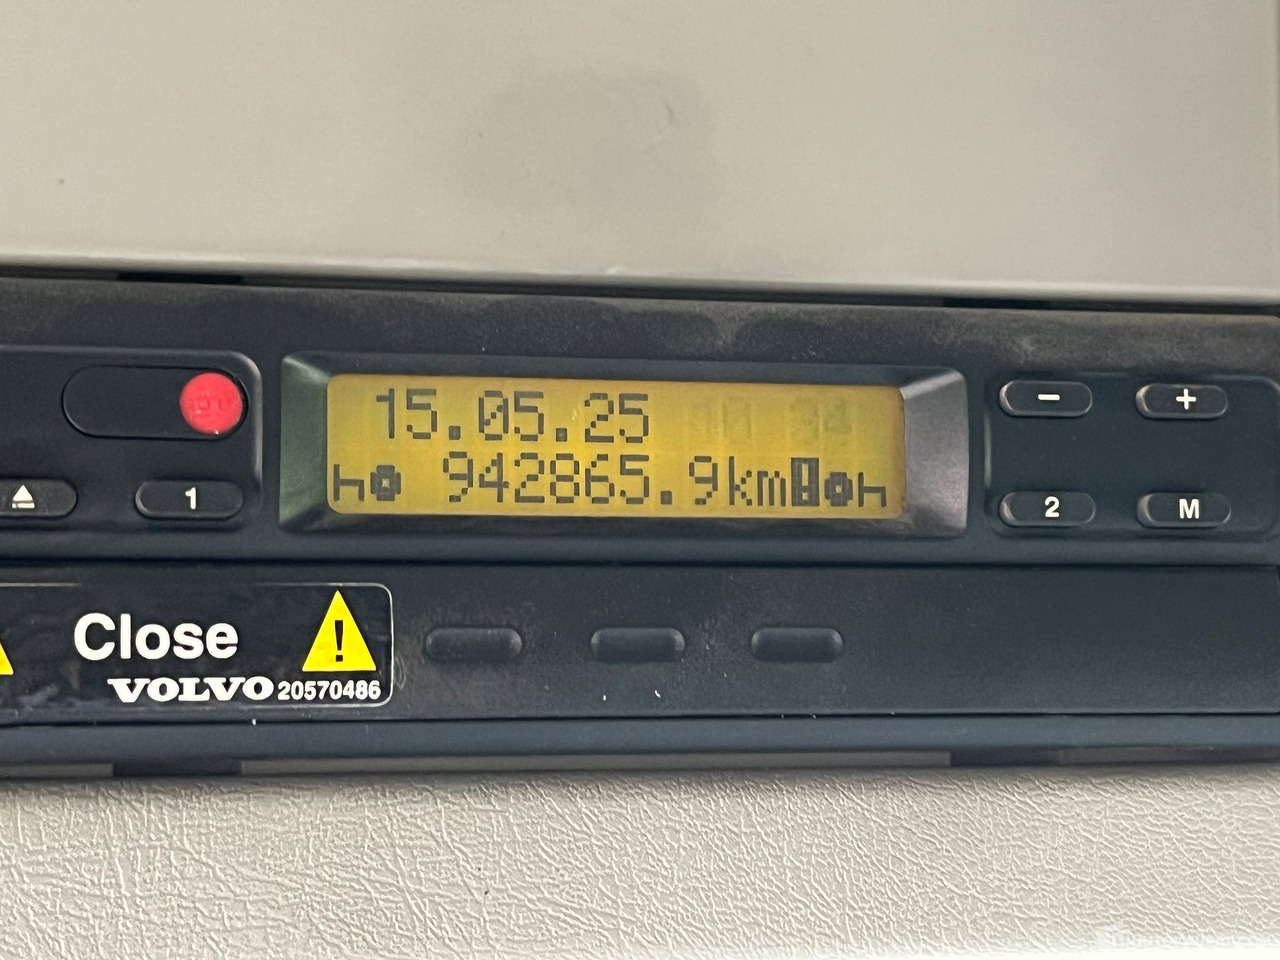 15.05.25
942865.9km
- +
1 2 M
Close
VOLVO 20570486